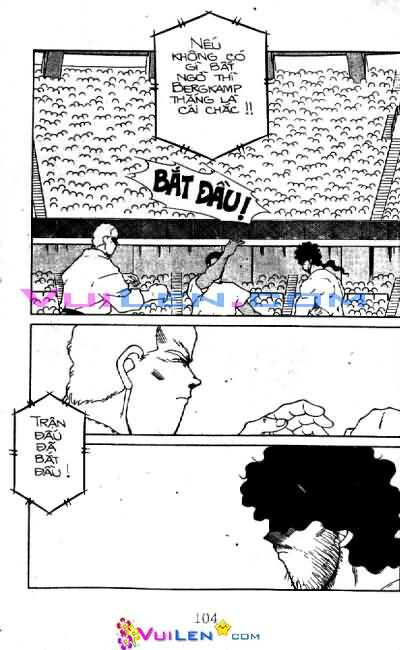 NẾU
KHÔNG CÓ
GÌ BẤT
NGỜ THÌ
BERGKAMP
THẮNG LÀ
CÁI CHẮC !!
BẮT ĐẦU!
VUILEN.COM
TRẬN
ĐẤU
ĐÃ
BẮT
ĐẦU !
104
VUILEN.COM